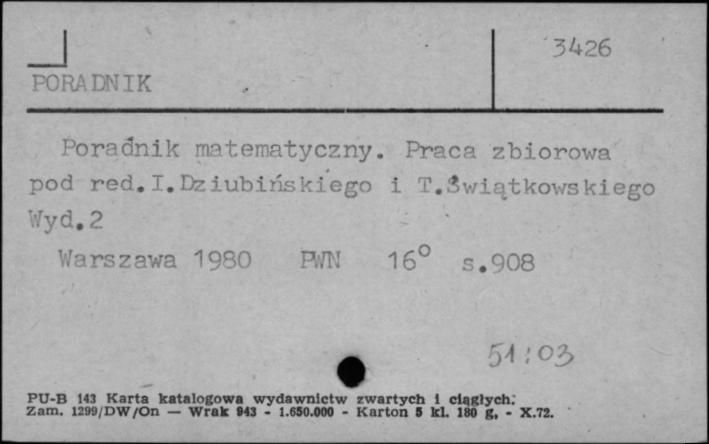 3426
PORADNIK
Poradnik matematyczny. Praca zbiorowa
pod red.I.Dziubińskiego i T.Świątkowskiego
Wyd.2
Warszawa 1980 PWN 16° s.908
51:03
PU-B 143 Karta katalogowa wydawnictw zwartych i ciągłych.
Zam. 1299/DW/On — Wrak 943 - 1.650.000 - Karton 5 kl. 180 g, - X.72.